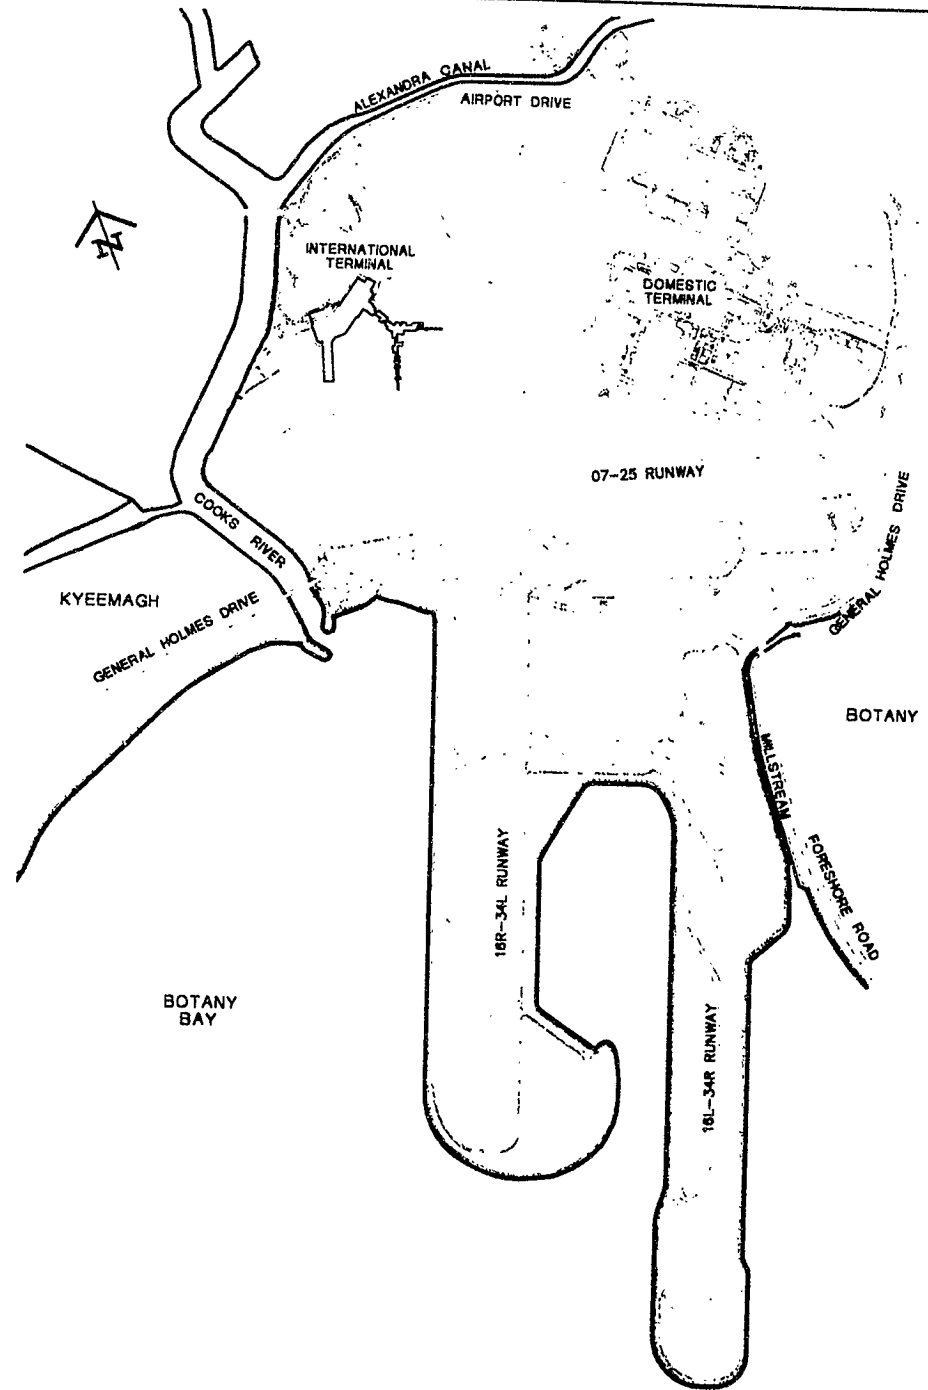 ALEXANDRA CANAL
AIRPORT DRIVE
N
INTERNATIONAL
TERMINAL
DOMESTIC
TERMINAL
07-25 RUNWAY
COOKS RIVER
GENERAL HOLMES DRIVE
KYEEMAGH
GENERAL HOLMES DRIVE
BOTANY
MILLSTREAM
FORESHORE ROAD
16R-34L RUNWAY
BOTANY
BAY
16L-34R RUNWAY